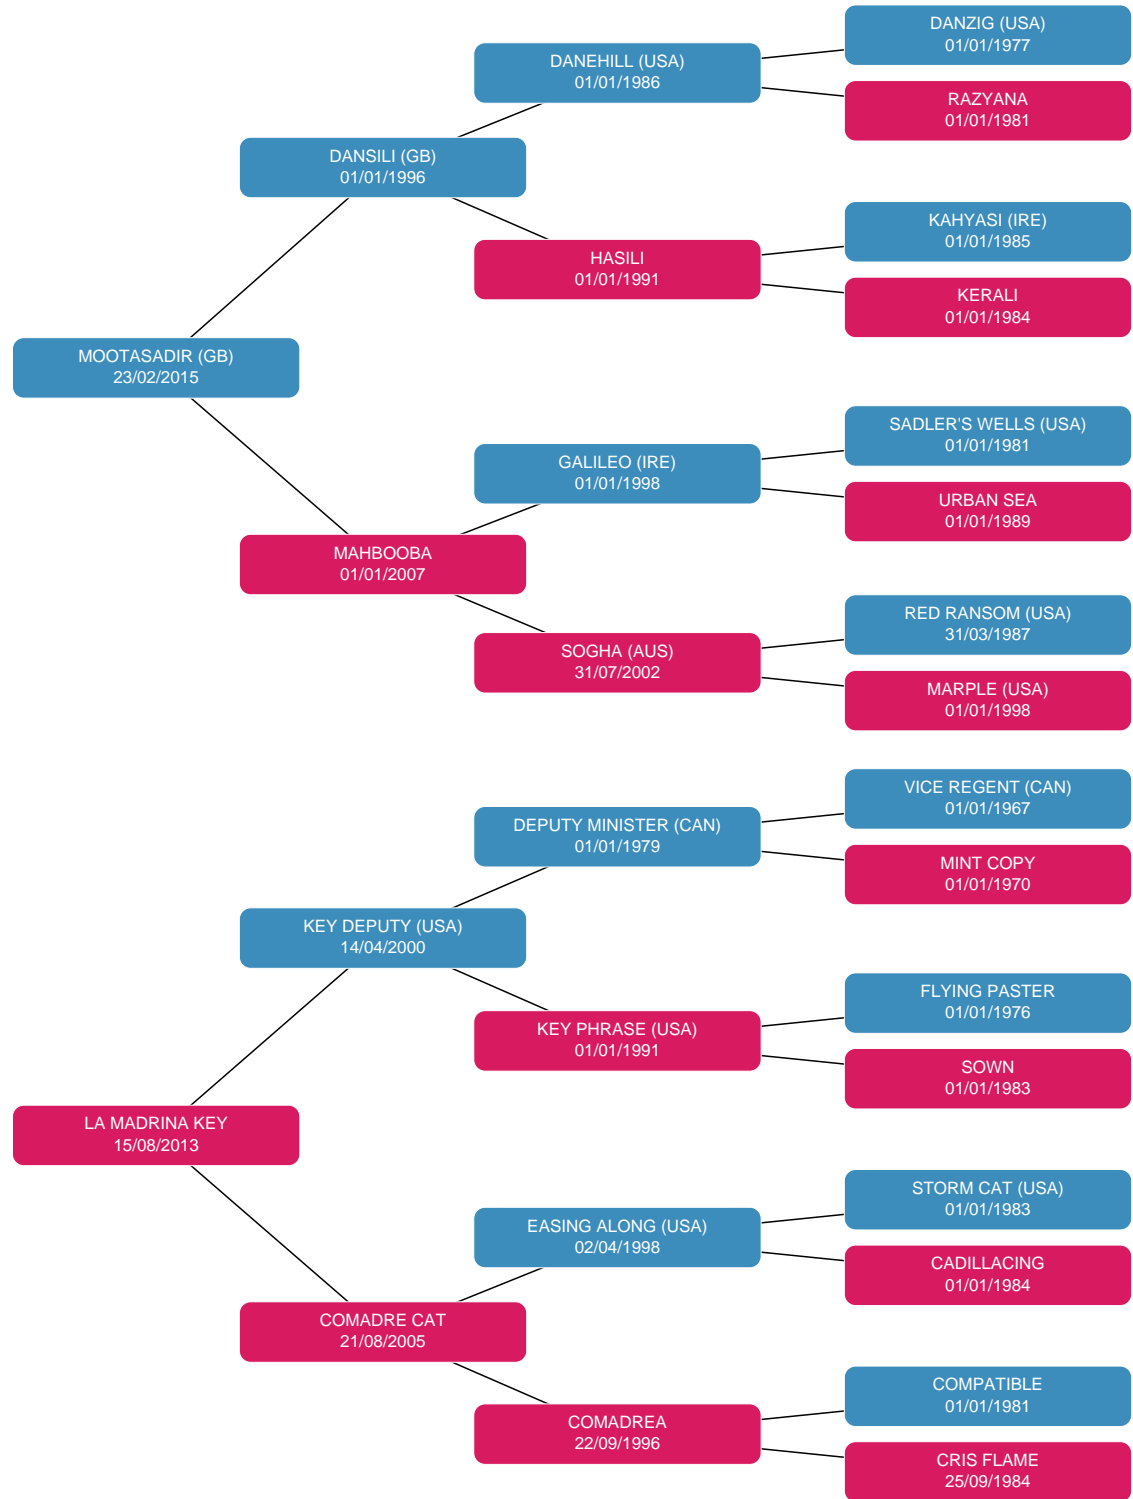 DANZIG (USA)
01/01/1977
DANEHILL (USA)
01/01/1986
RAZYANA
01/01/1981
DANSILI (GB)
01/01/1996
KAHYASI (IRE)
01/01/1985
HASILI
01/01/1991
KERALI
01/01/1984
MOOTASADIR (GB)
23/02/2015
SADLER'S WELLS (USA)
01/01/1981
GALILEO (IRE)
01/01/1998
URBAN SEA
01/01/1989
MAHBOOBA
01/01/2007
RED RANSOM (USA)
31/03/1987
SOGHA (AUS)
31/07/2002
MARPLE (USA)
01/01/1998
VICE REGENT (CAN)
01/01/1967
DEPUTY MINISTER (CAN)
01/01/1979
MINT COPY
01/01/1970
KEY DEPUTY (USA)
14/04/2000
FLYING PASTER
01/01/1976
KEY PHRASE (USA)
01/01/1991
SOWN
01/01/1983
LA MADRINA KEY
15/08/2013
STORM CAT (USA)
01/01/1983
EASING ALONG (USA)
02/04/1998
CADILLACING
01/01/1984
COMADRE CAT
21/08/2005
COMPATIBLE
01/01/1981
COMADREA
22/09/1996
CRIS FLAME
25/09/1984